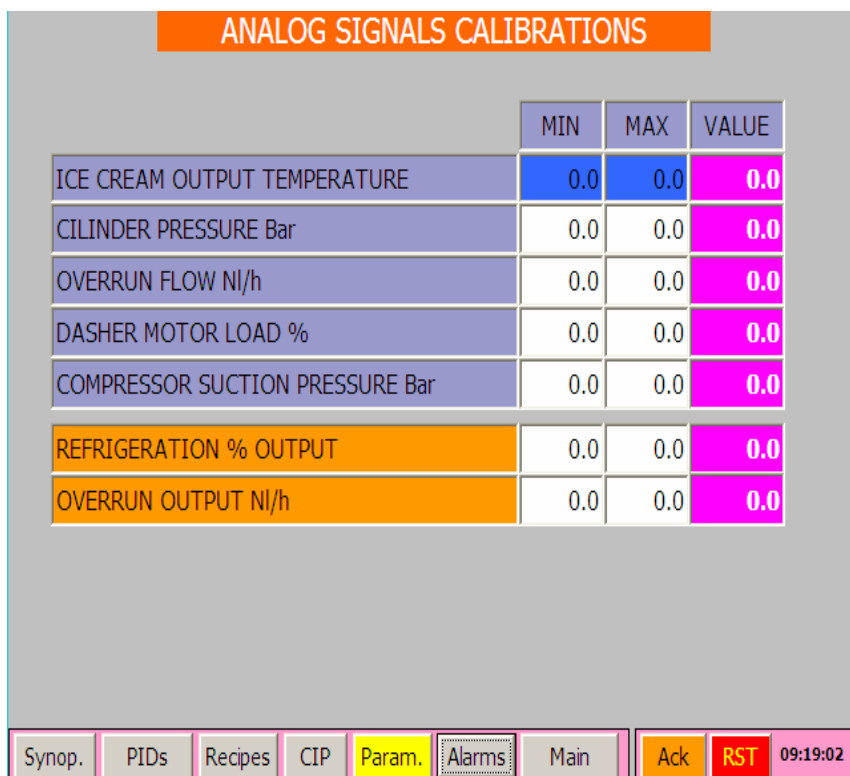 ANALOG SIGNALS CALIBRATIONS
MIN MAX VALUE
ICE CREAM OUTPUT TEMPERATURE 0.0 0.0 0.0
CILINDER PRESSURE Bar 0.0 0.0 0.0
OVERRUN FLOW Nl/h 0.0 0.0 0.0
DASHER MOTOR LOAD % 0.0 0.0 0.0
COMPRESSOR SUCTION PRESSURE Bar 0.0 0.0 0.0
REFRIGERATION % OUTPUT 0.0 0.0 0.0
OVERRUN OUTPUT Nl/h 0.0 0.0 0.0
Synop. PIDs Recipes CIP Param. Alarms Main Ack RST 09:19:02